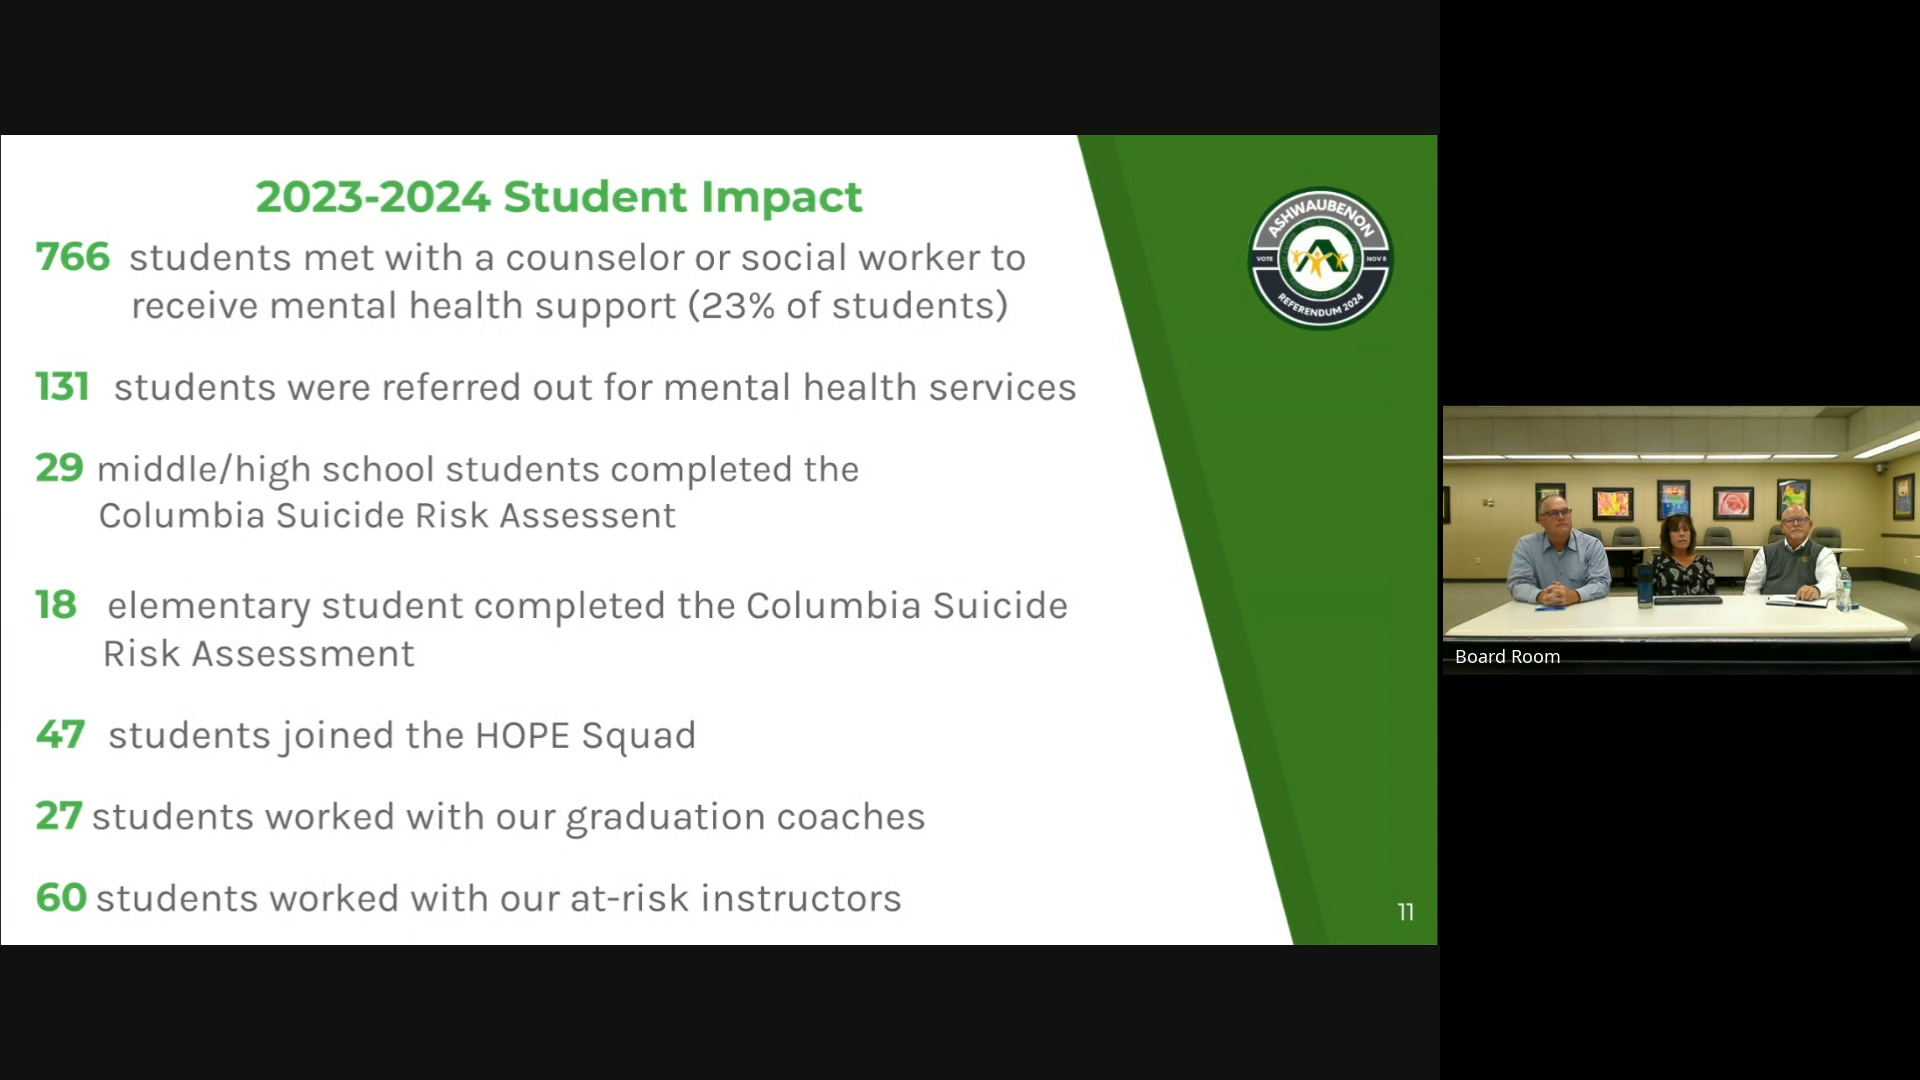 2023-2024 Student Impact
766 students met with a counselor or social worker to
receive mental health support (23% of students)
131 students were referred out for mental health services
29 middle/high school students completed the
Columbia Suicide Risk Assessent
18 elementary student completed the Columbia Suicide
Risk Assessment
47 students joined the HOPE Squad
27 students worked with our graduation coaches
60 students worked with our at-risk instructors
ASHWAUBENON
VOTE NOV 5
REFERENDUM 2024
11
Board Room